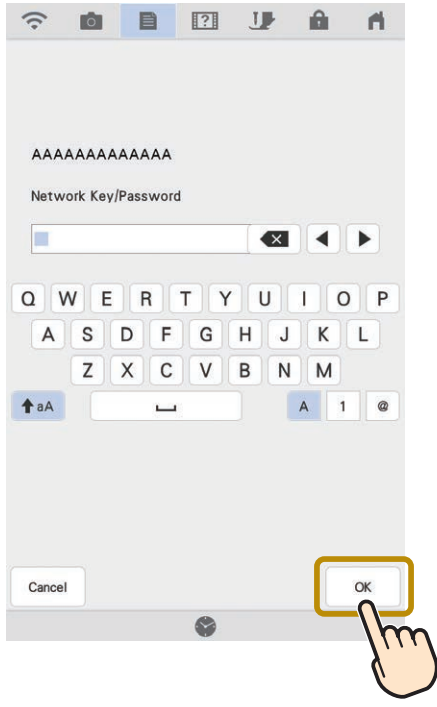 AAAAAAAAAAAAA
Network Key/Password
Q W E R T Y U I O P
A S D F G H J K L
Z X C V B N M
aA A 1 @
Cancel OK